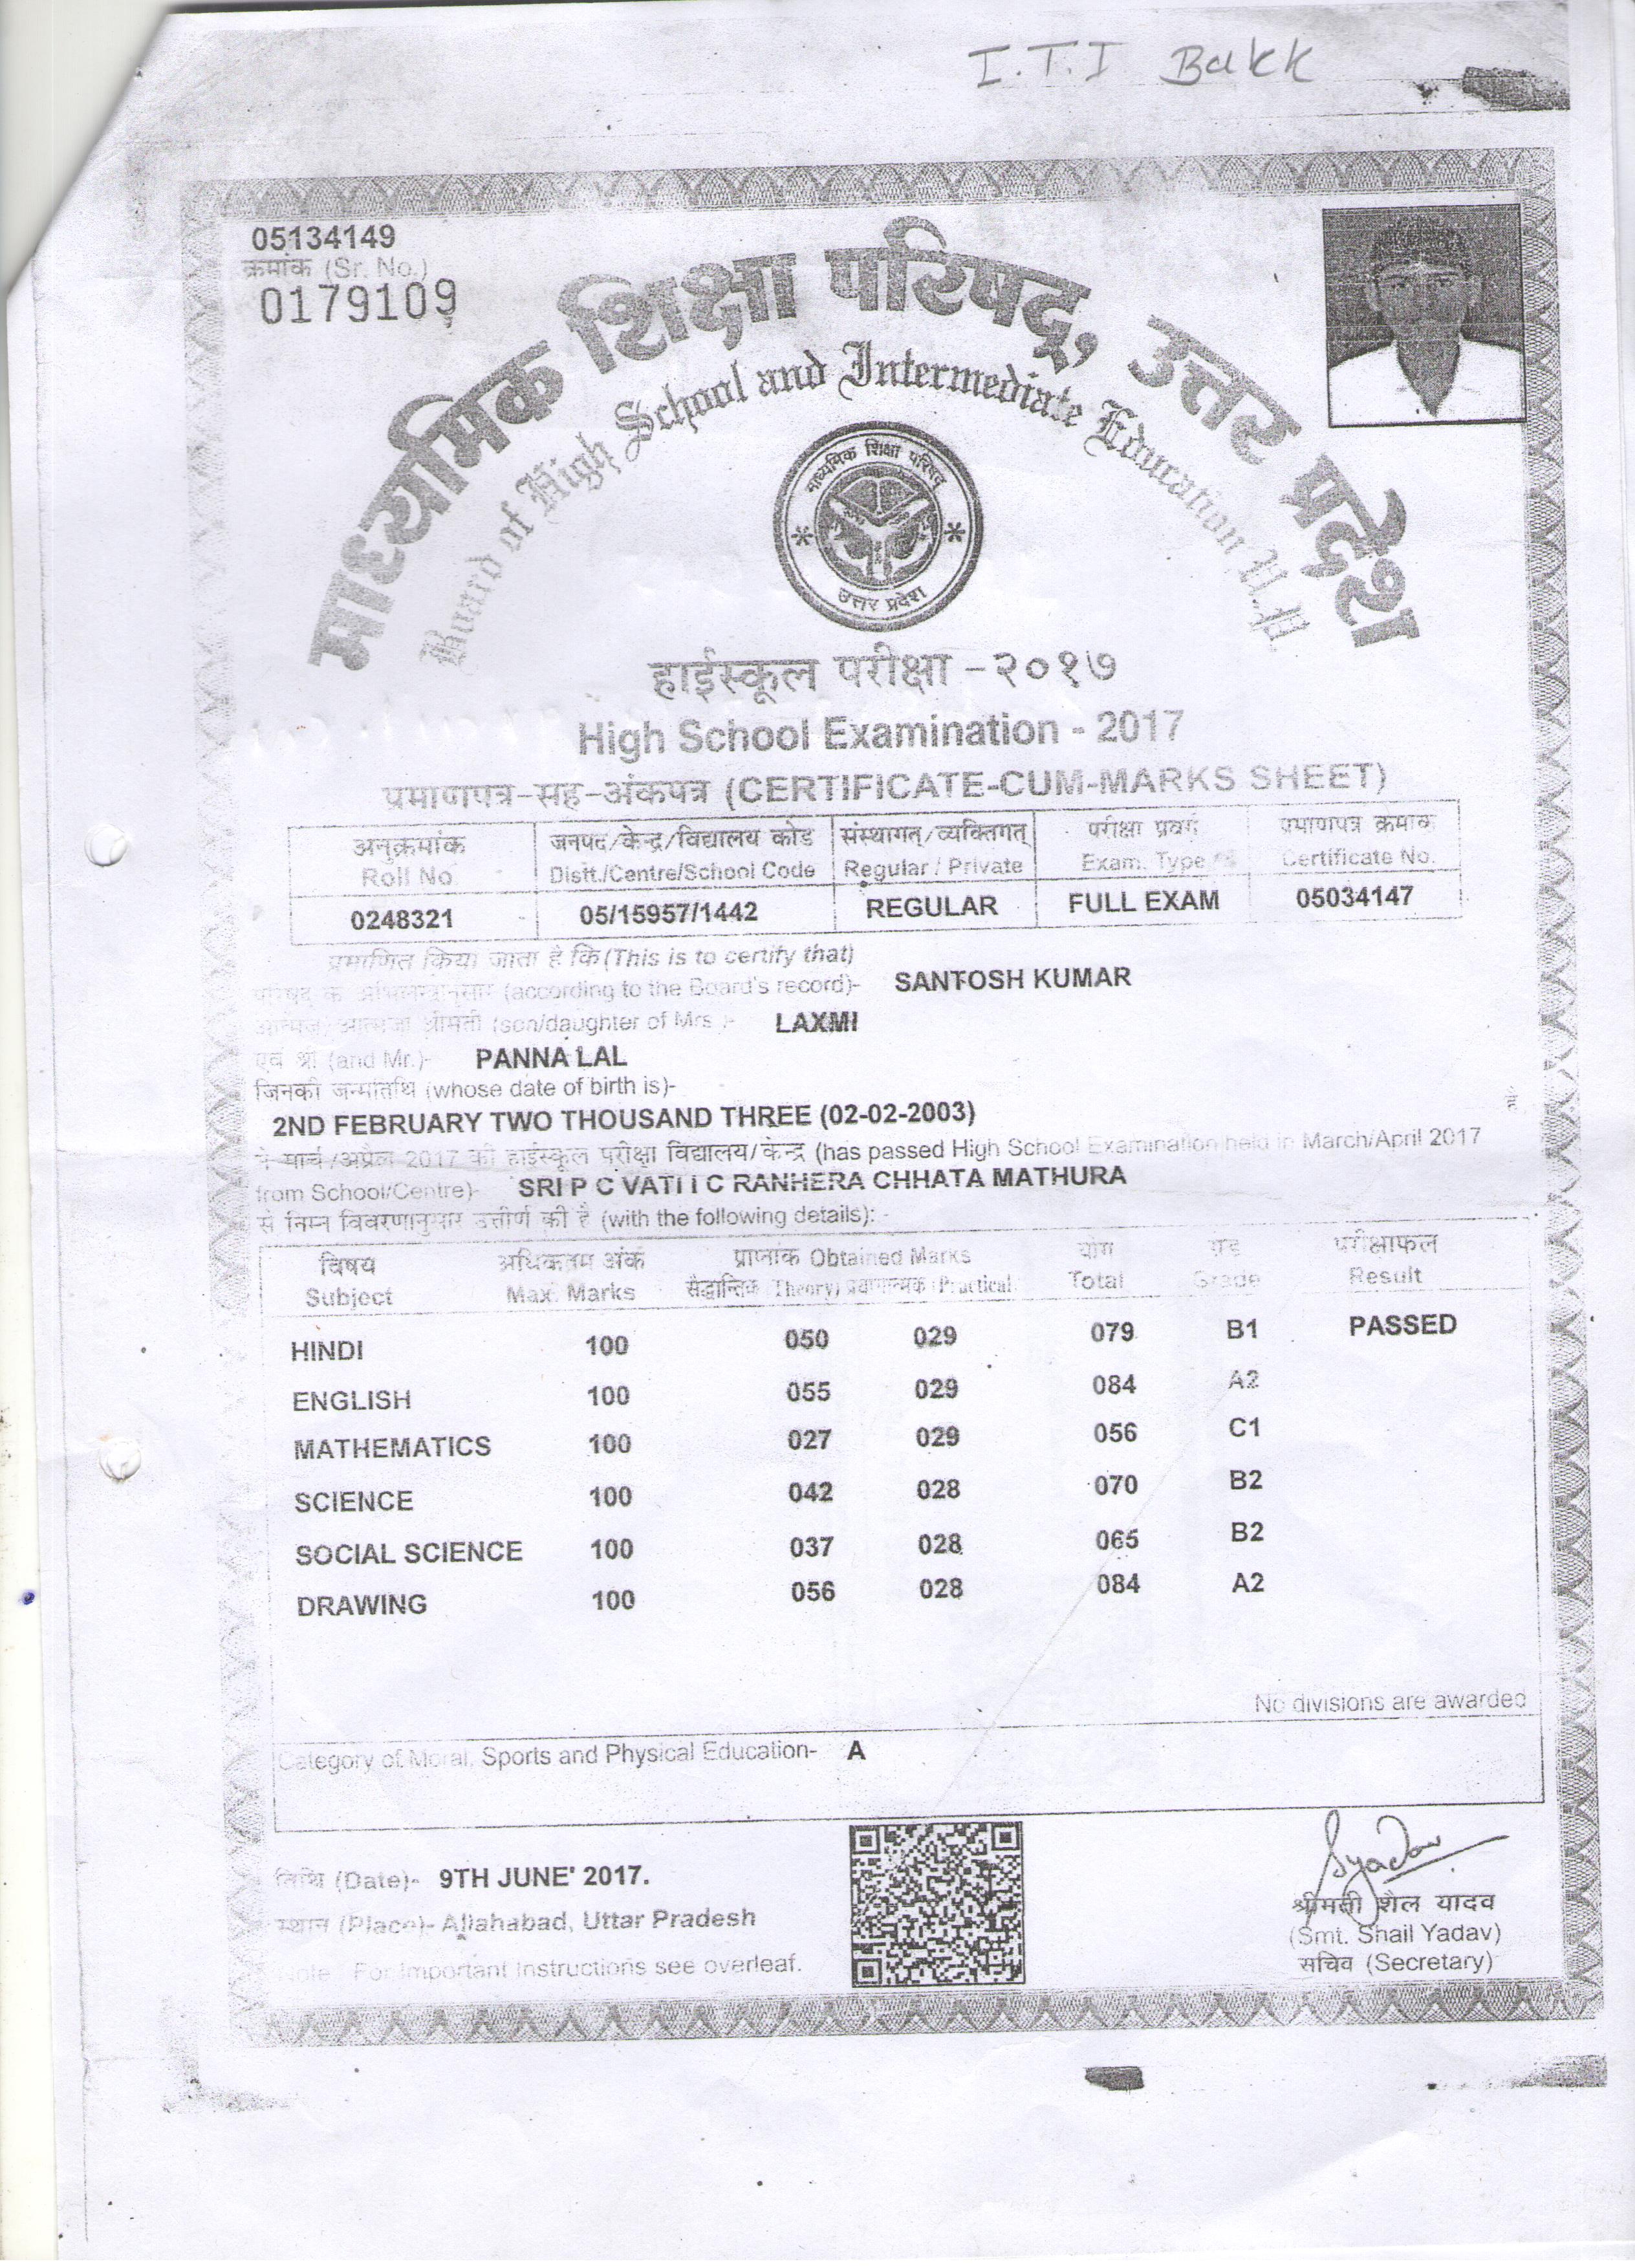 I.T.I Bakk
05134149
क्रमांक (Sr. No.)
0179109
माध्यमिक शिक्षा परिषद्, उत्तर प्रदेश
Board of High School and Intermediate Education U.P.
माध्यमिक शिक्षा परिषद्
उत्तर प्रदेश
हाईस्कूल परीक्षा -२०१७
High School Examination - 2017
प्रमाणपत्र-सह-अंकपत्र (CERTIFICATE-CUM-MARKS SHEET)
अनुक्रमांक जनपद/केन्द्र/विद्यालय कोड संस्थागत्/व्यक्तिगत् परीक्षा प्रवर्ग प्रमाणपत्र क्रमांक
Roll No. Distt./Centre/School Code Regular / Private Exam. Type Certificate No.
0248321 05/15957/1442 REGULAR FULL EXAM 05034147
प्रमाणित किया जाता है कि (This is to certify that)
परिषद के अभिलेखानुसार (according to the Board's record)- SANTOSH KUMAR
आत्मज/आत्मजा श्रीमती (son/daughter of Mrs.)- LAXMI
एवं श्री (and Mr.)- PANNA LAL
जिनकी जन्मतिथि (whose date of birth is)-
2ND FEBRUARY TWO THOUSAND THREE (02-02-2003)
ने मार्च/अप्रैल 2017 की हाईस्कूल परीक्षा विद्यालय/केन्द्र (has passed High School Examination held in March/April 2017
from School/Centre)- SRI P C VATI I C RANHERA CHHATA MATHURA
से निम्न विवरणानुसार उत्तीर्ण की है (with the following details): -
विषय अधिकतम अंक प्राप्तांक Obtained Marks योग ग्रेड परीक्षाफल
Subject Max. Marks सैद्धान्तिक (Theory) प्रयोगात्मक (Practical) Total Grade Result
HINDI 100 050 029 079 B1 PASSED
ENGLISH 100 055 029 084 A2
MATHEMATICS 100 027 029 056 C1
SCIENCE 100 042 028 070 B2
SOCIAL SCIENCE 100 037 028 065 B2
DRAWING 100 056 028 084 A2
No divisions are awarded
Category of Moral, Sports and Physical Education- A
तिथि (Date)- 9TH JUNE' 2017.
स्थान (Place)- Allahabad, Uttar Pradesh
Note : For Important Instructions see overleaf.
Syadav
श्रीमती शैल यादव
(Smt. Shail Yadav)
सचिव (Secretary)